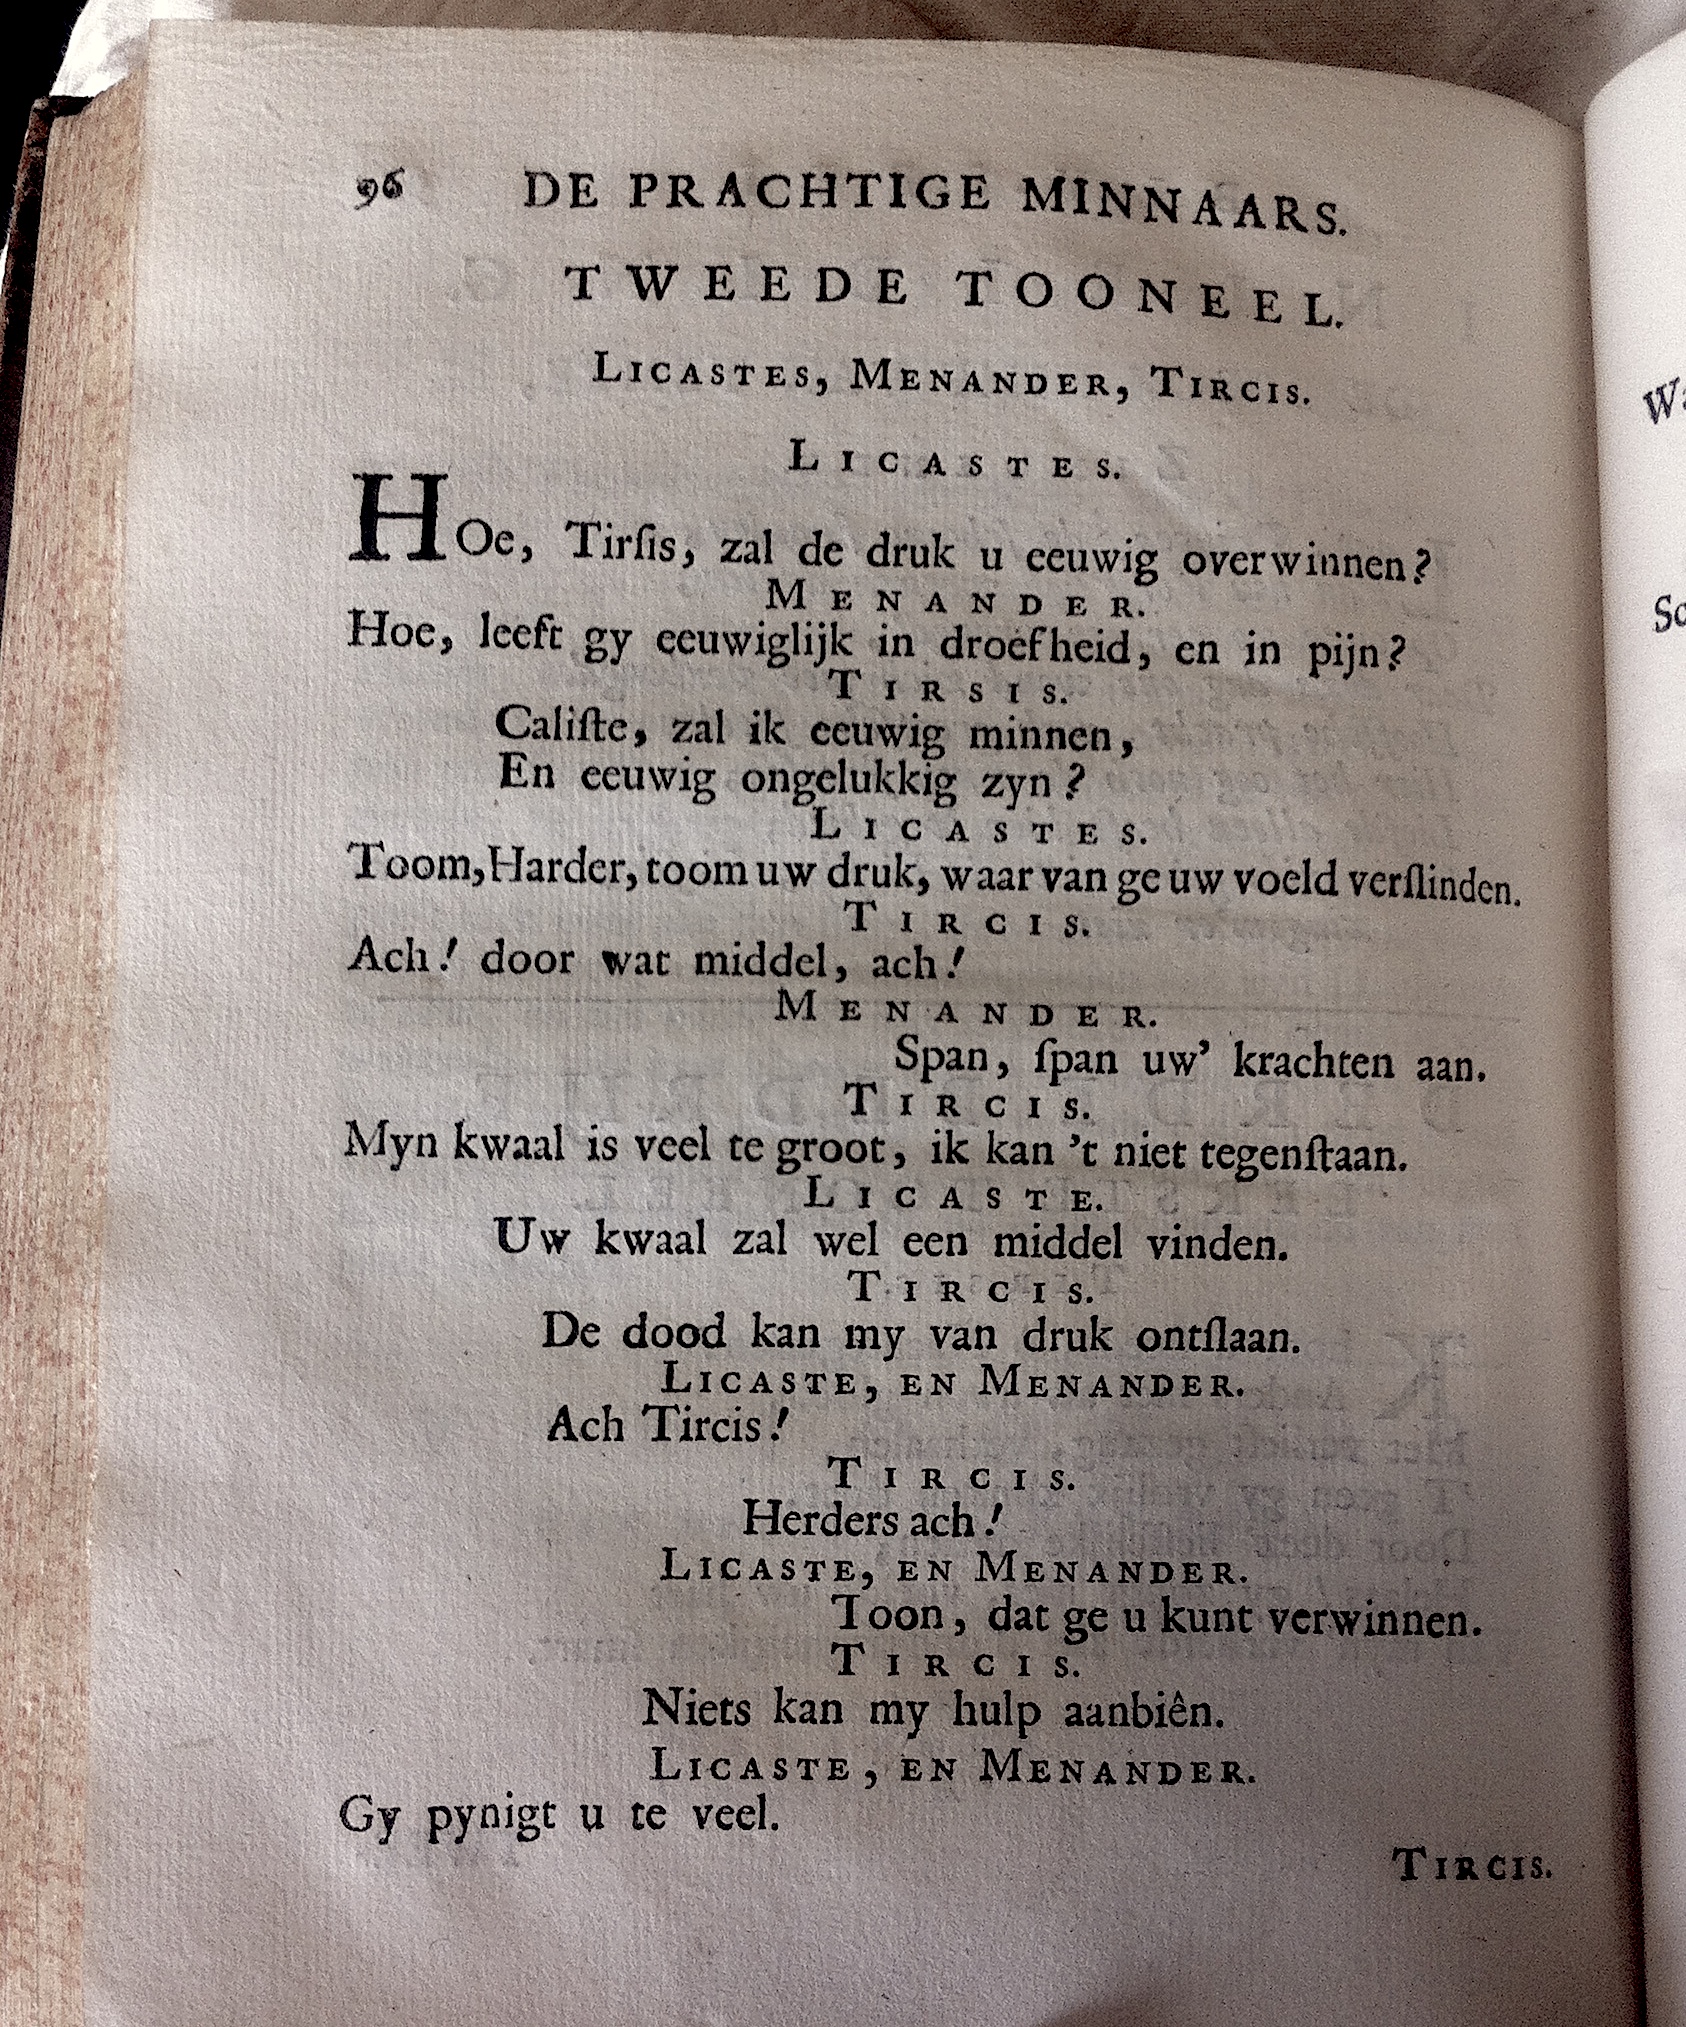 96 DE PRACHTIGE MINNAARS.
TWEEDE TOONEEL.
LICASTES, MENANDER, TIRCIS.
LICASTES.
HOe, Tirſis, zal de druk u eeuwig overwinnen?
MENANDER.
Hoe, leeft gy eeuwiglijk in droefheid, en in pijn?
TIRSIS.
Caliſte, zal ik eeuwig minnen,
En eeuwig ongelukkig zyn?
LICASTES.
Toom, Harder, toom uw druk, waar van ge uw voeld verſlinden.
TIRCIS.
Ach! door wat middel, ach!
MENANDER.
Span, ſpan uw' krachten aan.
TIRCIS.
Myn kwaal is veel te groot, ik kan 't niet tegenſtaan.
LICASTE.
Uw kwaal zal wel een middel vinden.
TIRCIS.
De dood kan my van druk ontſlaan.
LICASTE, EN MENANDER.
Ach Tircis!
TIRCIS.
Herders ach!
LICASTE, EN MENANDER.
Toon, dat ge u kunt verwinnen.
TIRCIS.
Niets kan my hulp aanbiên.
LICASTE, EN MENANDER.
Gy pynigt u te veel.
TIRCIS.